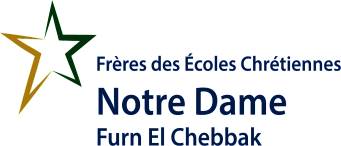 Frères des Écoles Chrétiennes
Notre Dame
Furn El Chebbak